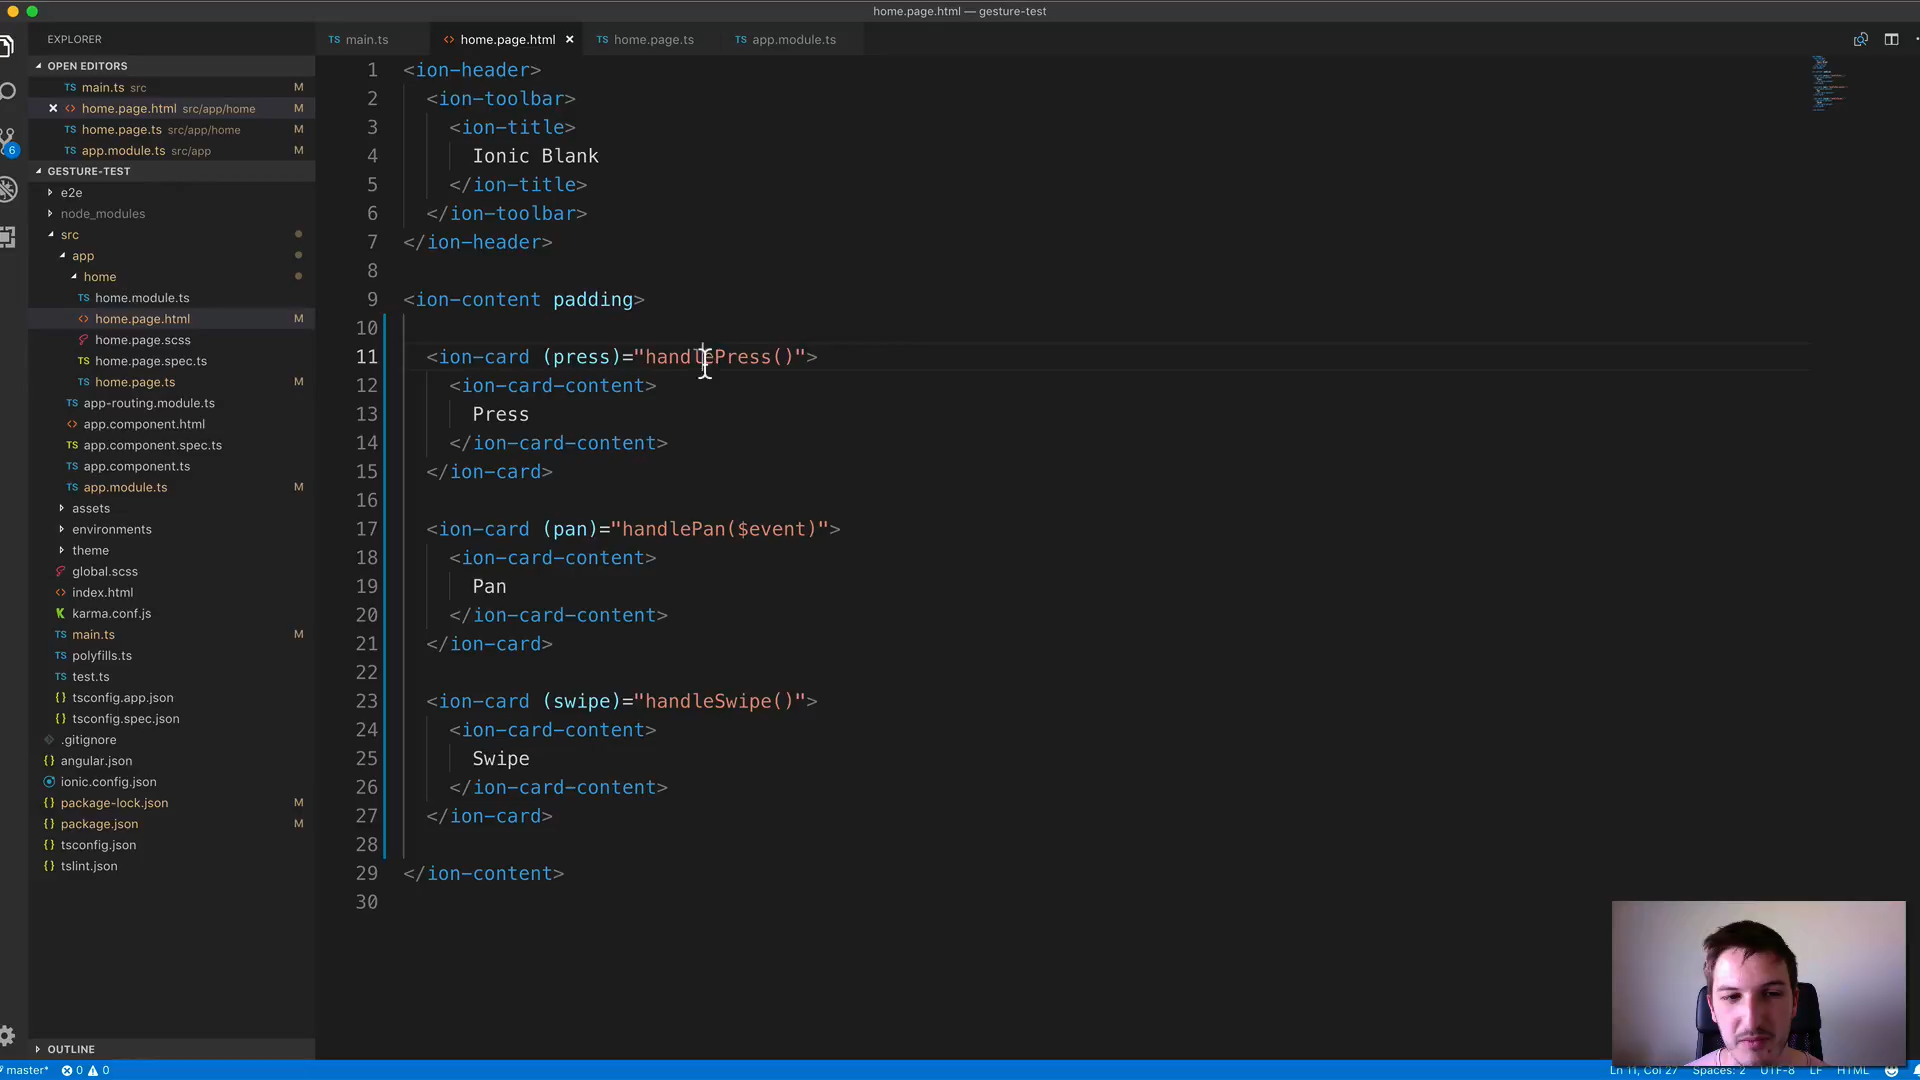 home.page.html — gesture-test
EXPLORER
main.ts
home.page.html
home.page.ts
app.module.ts
OPEN EDITORS
main.ts src M
home.page.html src/app/home M
home.page.ts src/app/home M
app.module.ts src/app M
6
GESTURE-TEST
e2e
node_modules
src
app
home
home.module.ts
home.page.html M
home.page.scss
home.page.spec.ts
home.page.ts M
app-routing.module.ts
app.component.html
app.component.spec.ts
app.component.ts
app.module.ts M
assets
environments
theme
global.scss
index.html
karma.conf.js
main.ts M
polyfills.ts
test.ts
tsconfig.app.json
tsconfig.spec.json
.gitignore
angular.json
ionic.config.json
package-lock.json M
package.json M
tsconfig.json
tslint.json
OUTLINE
1 <ion-header>
2 <ion-toolbar>
3 <ion-title>
4 Ionic Blank
5 </ion-title>
6 </ion-toolbar>
7 </ion-header>
8
9 <ion-content padding>
10
11 <ion-card (press)="handlePress()">
12 <ion-card-content>
13 Press
14 </ion-card-content>
15 </ion-card>
16
17 <ion-card (pan)="handlePan($event)">
18 <ion-card-content>
19 Pan
20 </ion-card-content>
21 </ion-card>
22
23 <ion-card (swipe)="handleSwipe()">
24 <ion-card-content>
25 Swipe
26 </ion-card-content>
27 </ion-card>
28
29 </ion-content>
30
master* 0 0
Ln 11, Col 27 Spaces: 2 UTF-8 LF HTML